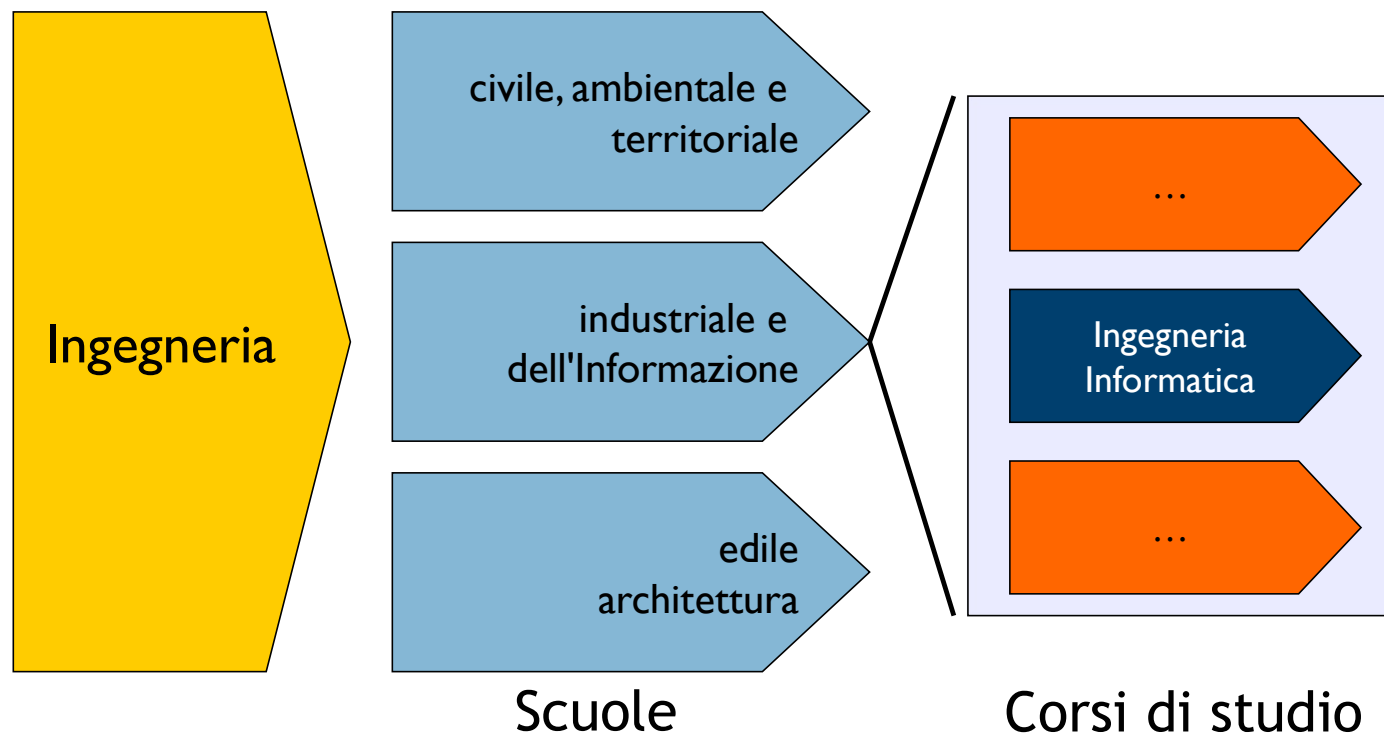 Ingegneria
civile, ambientale e
territoriale
industriale e
dell'Informazione
edile
architettura
Scuole
…
Ingegneria
Informatica
…
Corsi di studio